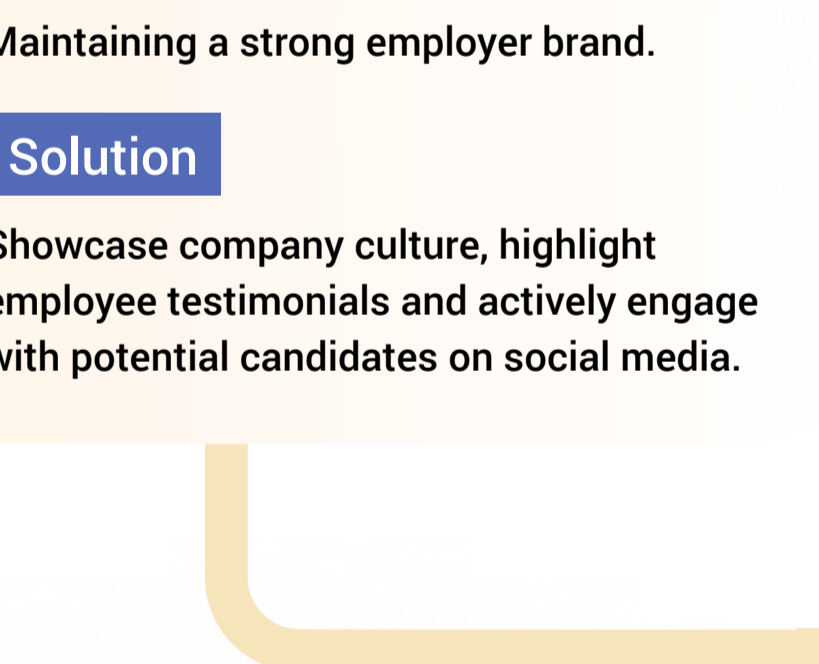 Maintaining a strong employer brand.
Solution
Showcase company culture, highlight
employee testimonials and actively engage
with potential candidates on social media.